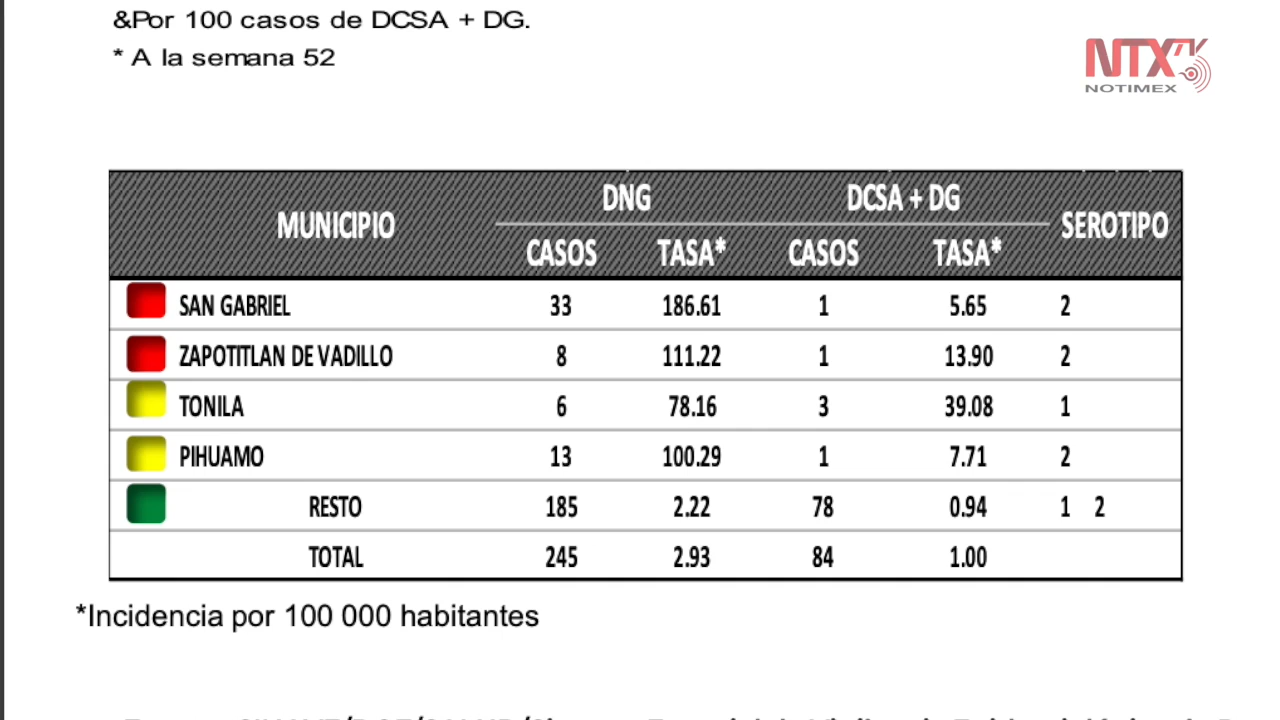 &Por 100 casos de DCSA + DG.
* A la semana 52
NTX
NOTIMEX
MUNICIPIO DNG DCSA + DG SEROTIPO
CASOS TASA* CASOS TASA*
SAN GABRIEL 33 186.61 1 5.65 2
ZAPOTITLAN DE VADILLO 8 111.22 1 13.90 2
TONILA 6 78.16 3 39.08 1
PIHUAMO 13 100.29 1 7.71 2
RESTO 185 2.22 78 0.94 1 2
TOTAL 245 2.93 84 1.00
*Incidencia por 100 000 habitantes